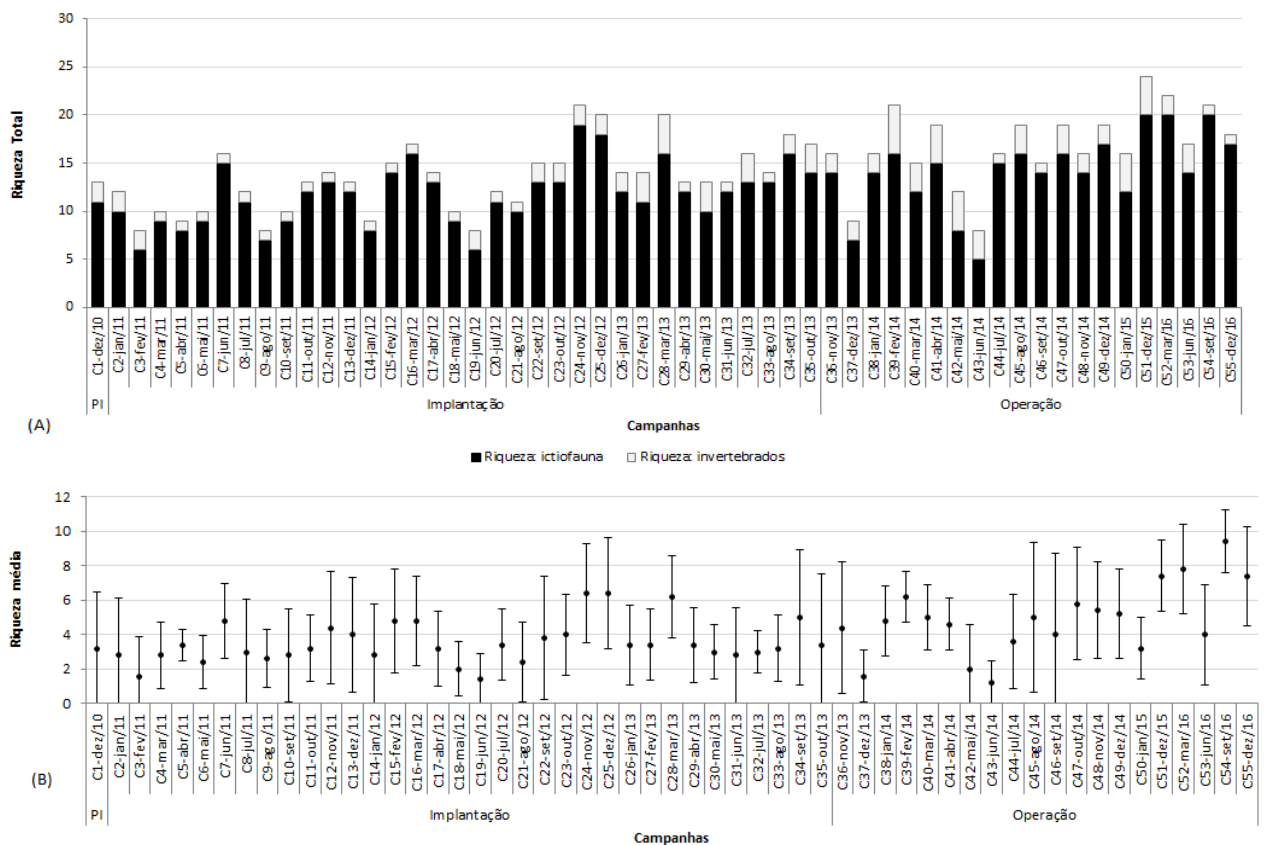 30
25
20
15
10
5
0
Riqueza Total
C1-dez/10
C2-jan/11
C3-fev/11
C4-mar/11
C5-abr/11
C6-mai/11
C7-jun/11
C8-jul/11
C9-ago/11
C10-set/11
C11-out/11
C12-nov/11
C13-dez/11
C14-jan/12
C15-fev/12
C16-mar/12
C17-abr/12
C18-mai/12
C19-jun/12
C20-jul/12
C21-ago/12
C22-set/12
C23-out/12
C24-nov/12
C25-dez/12
C26-jan/13
C27-fev/13
C28-mar/13
C29-abr/13
C30-mai/13
C31-jun/13
C32-jul/13
C33-ago/13
C34-set/13
C35-out/13
C36-nov/13
C37-dez/13
C38-jan/14
C39-fev/14
C40-mar/14
C41-abr/14
C42-mai/14
C43-jun/14
C44-jul/14
C45-ago/14
C46-set/14
C47-out/14
C48-nov/14
C49-dez/14
C50-jan/15
C51-dez/15
C52-mar/16
C53-jun/16
C54-set/16
C55-dez/16
PI Implantação Operação
(A)
Campanhas
Riqueza: ictiofauna Riqueza: invertebrados
12
10
8
6
4
2
0
Riqueza média
C1-dez/10
C2-jan/11
C3-fev/11
C4-mar/11
C5-abr/11
C6-mai/11
C7-jun/11
C8-jul/11
C9-ago/11
C10-set/11
C11-out/11
C12-nov/11
C13-dez/11
C14-jan/12
C15-fev/12
C16-mar/12
C17-abr/12
C18-mai/12
C19-jun/12
C20-jul/12
C21-ago/12
C22-set/12
C23-out/12
C24-nov/12
C25-dez/12
C26-jan/13
C27-fev/13
C28-mar/13
C29-abr/13
C30-mai/13
C31-jun/13
C32-jul/13
C33-ago/13
C34-set/13
C35-out/13
C36-nov/13
C37-dez/13
C38-jan/14
C39-fev/14
C40-mar/14
C41-abr/14
C42-mai/14
C43-jun/14
C44-jul/14
C45-ago/14
C46-set/14
C47-out/14
C48-nov/14
C49-dez/14
C50-jan/15
C51-dez/15
C52-mar/16
C53-jun/16
C54-set/16
C55-dez/16
(B)
PI Implantação Operação
Campanhas